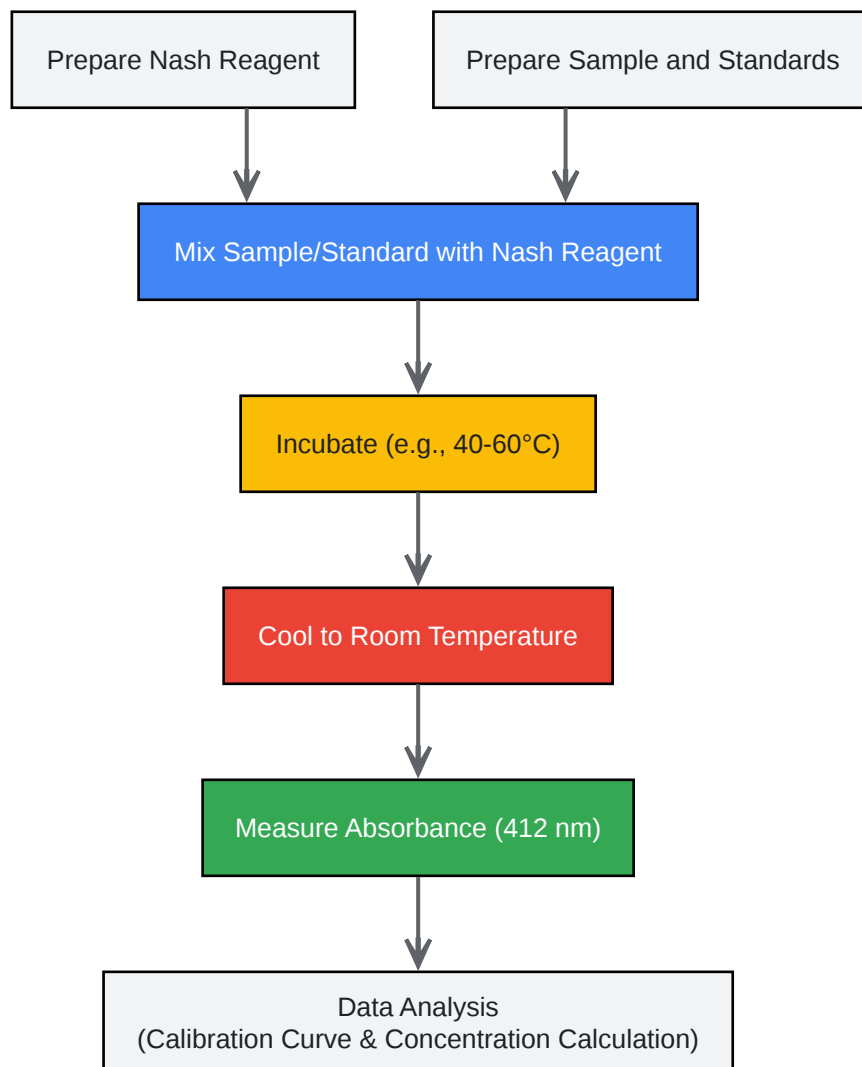 Prepare Nash Reagent
Prepare Sample and Standards
Mix Sample/Standard with Nash Reagent
Incubate (e.g., 40-60°C)
Cool to Room Temperature
Measure Absorbance (412 nm)
Data Analysis
(Calibration Curve & Concentration Calculation)